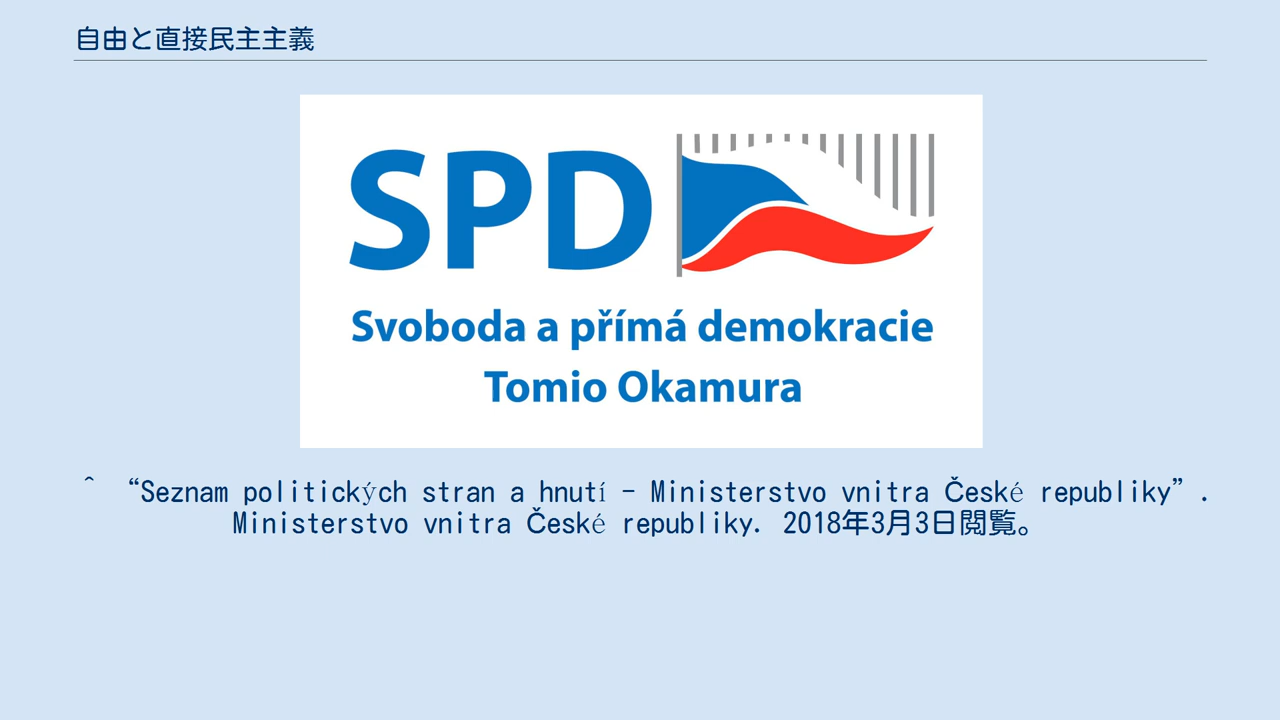 自由と直接民主主義
SPD
Svoboda a přímá demokracie
Tomio Okamura
^ “Seznam politických stran a hnutí - Ministerstvo vnitra České republiky”.
Ministerstvo vnitra České republiky. 2018年3月3日閲覧。